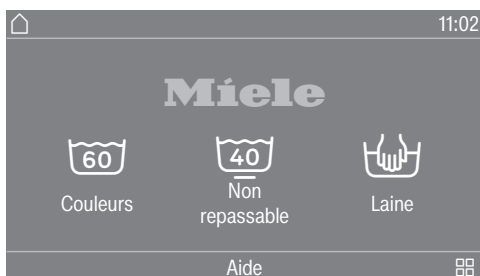 11:02
Miele
60
40
Couleurs
Non
repassable
Laine
Aide